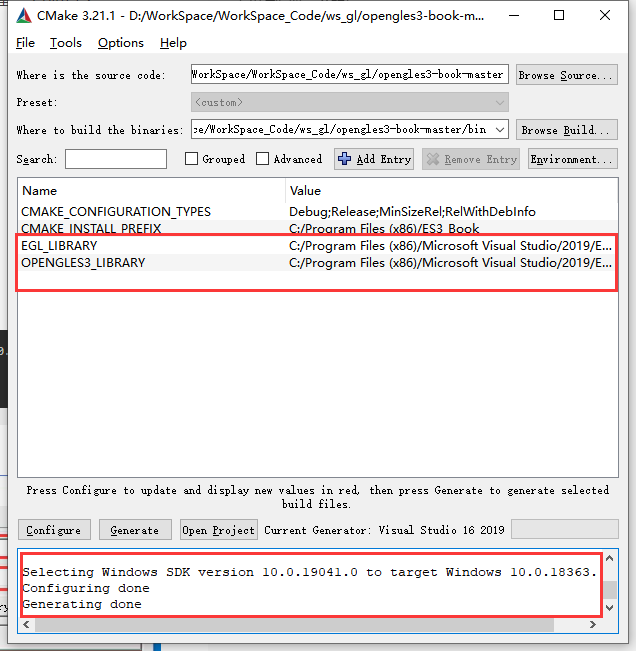 CMake 3.21.1 - D:/WorkSpace/WorkSpace_Code/ws_gl/opengles3-book-m...
File Tools Options Help
Where is the source code: WorkSpace/WorkSpace_Code/ws_gl/opengles3-book-master Browse Source...
Preset: <custom>
Where to build the binaries: ce/WorkSpace_Code/ws_gl/opengles3-book-master/bin Browse Build...
Search: Grouped Advanced Add Entry Remove Entry Environment...
Name Value
CMAKE_CONFIGURATION_TYPES Debug;Release;MinSizeRel;RelWithDebInfo
CMAKE_INSTALL_PREFIX C:/Program Files (x86)/ES3_Book
EGL_LIBRARY C:/Program Files (x86)/Microsoft Visual Studio/2019/E...
OPENGLES3_LIBRARY C:/Program Files (x86)/Microsoft Visual Studio/2019/E...
Press Configure to update and display new values in red, then press Generate to generate selected
build files.
Configure Generate Open Project Current Generator: Visual Studio 16 2019
Selecting Windows SDK version 10.0.19041.0 to target Windows 10.0.18363.
Configuring done
Generating done